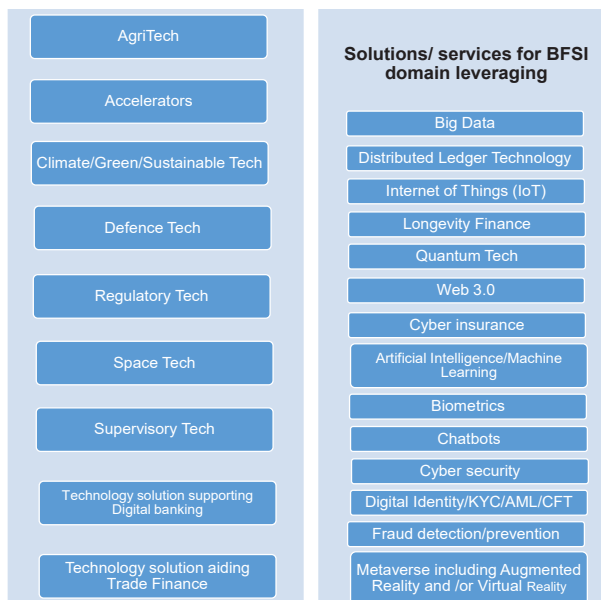 AgriTech
Accelerators
Climate/Green/Sustainable Tech
Defence Tech
Regulatory Tech
Space Tech
Supervisory Tech
Technology solution supporting
Digital banking
Technology solution aiding
Trade Finance
Solutions/ services for BFSI
domain leveraging
Big Data
Distributed Ledger Technology
Internet of Things (IoT)
Longevity Finance
Quantum Tech
Web 3.0
Cyber insurance
Artificial Intelligence/Machine
Learning
Biometrics
Chatbots
Cyber security
Digital Identity/KYC/AML/CFT
Fraud detection/prevention
Metaverse including Augmented
Reality and /or Virtual Reality